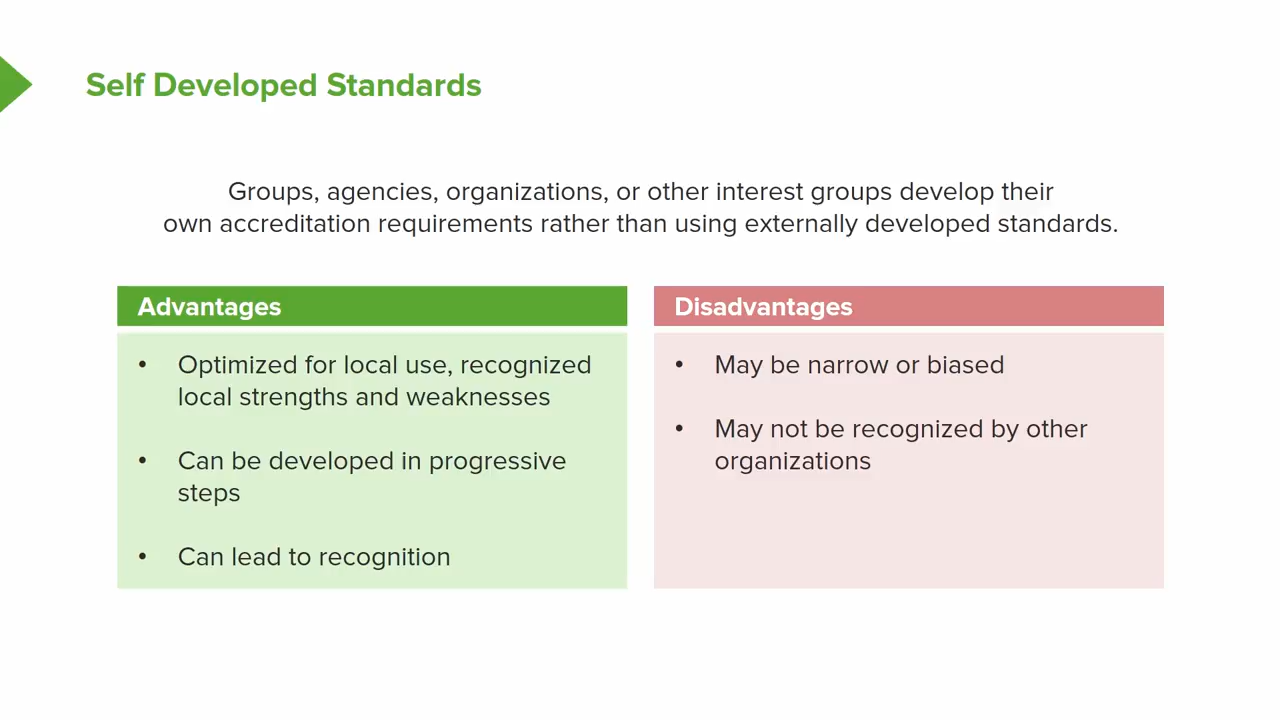 Self Developed Standards
Groups, agencies, organizations, or other interest groups develop their
own accreditation requirements rather than using externally developed standards.
Advantages
• Optimized for local use, recognized
local strengths and weaknesses
• Can be developed in progressive
steps
• Can lead to recognition
Disadvantages
• May be narrow or biased
• May not be recognized by other
organizations